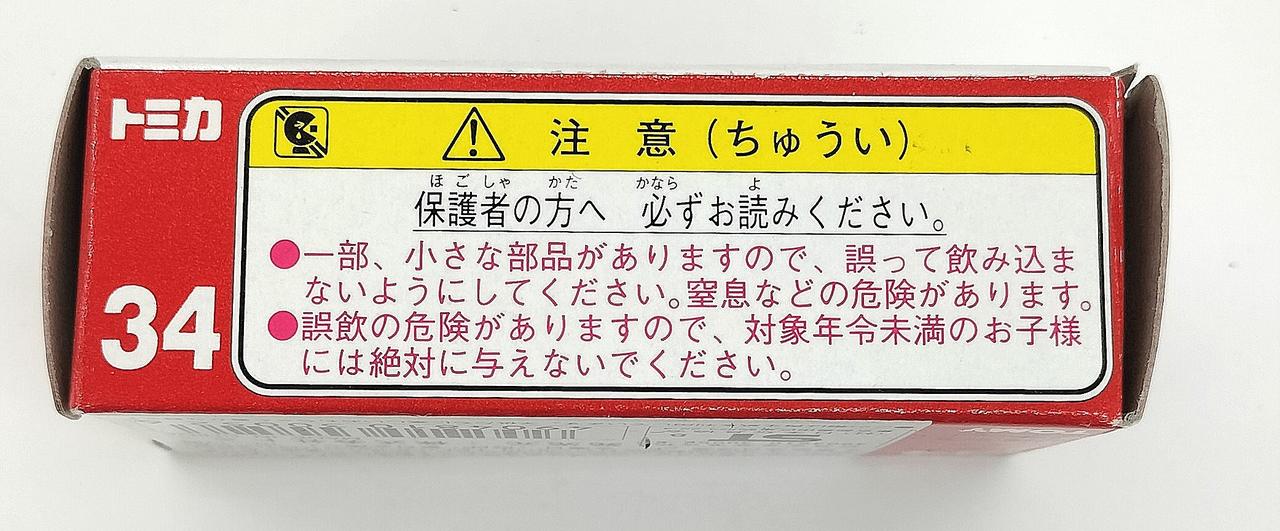 トミカ
34
注意(ちゅうい)
ほごしゃ かた かなら よ
保護者の方へ 必ずお読みください。
●一部、小さな部品がありますので、誤って飲み込ま
ないようにしてください。窒息などの危険があります。
●誤飲の危険がありますので、対象年令未満のお子様
には絶対に与えないでください。
ST